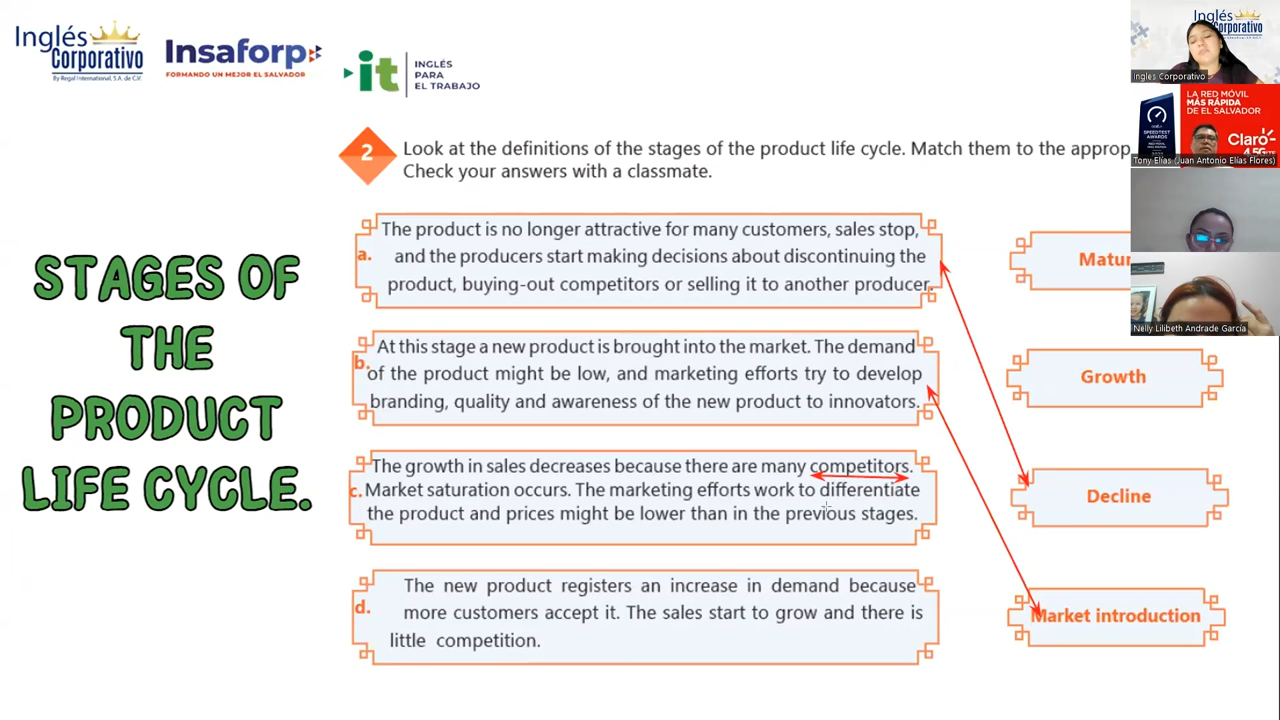 Inglés
Corporativo
By Regal International, S.A. de C.V.
Insaforp
FORMANDO UN MEJOR EL SALVADOR
it
INGLÉS
PARA
EL TRABAJO
2
Look at the definitions of the stages of the product life cycle. Match them to the approp
Check your answers with a classmate.
STAGES OF
THE
PRODUCT
LIFE CYCLE.
a.
The product is no longer attractive for many customers, sales stop,
and the producers start making decisions about discontinuing the
product, buying-out competitors or selling it to another producer.
b.
At this stage a new product is brought into the market. The demand
of the product might be low, and marketing efforts try to develop
branding, quality and awareness of the new product to innovators.
c.
The growth in sales decreases because there are many competitors.
Market saturation occurs. The marketing efforts work to differentiate
the product and prices might be lower than in the previous stages.
d.
The new product registers an increase in demand because
more customers accept it. The sales start to grow and there is
little competition.
Matur
Growth
Decline
Market introduction
Inglés
Ingles Corporativo
SPEEDTEST
AWARDS
LA RED MÓVIL
MÁS RÁPIDA
DE EL SALVADOR
Claro
4.5G
Tony Elías (Juan Antonio Elías Flores)
Nelly Lilibeth Andrade García